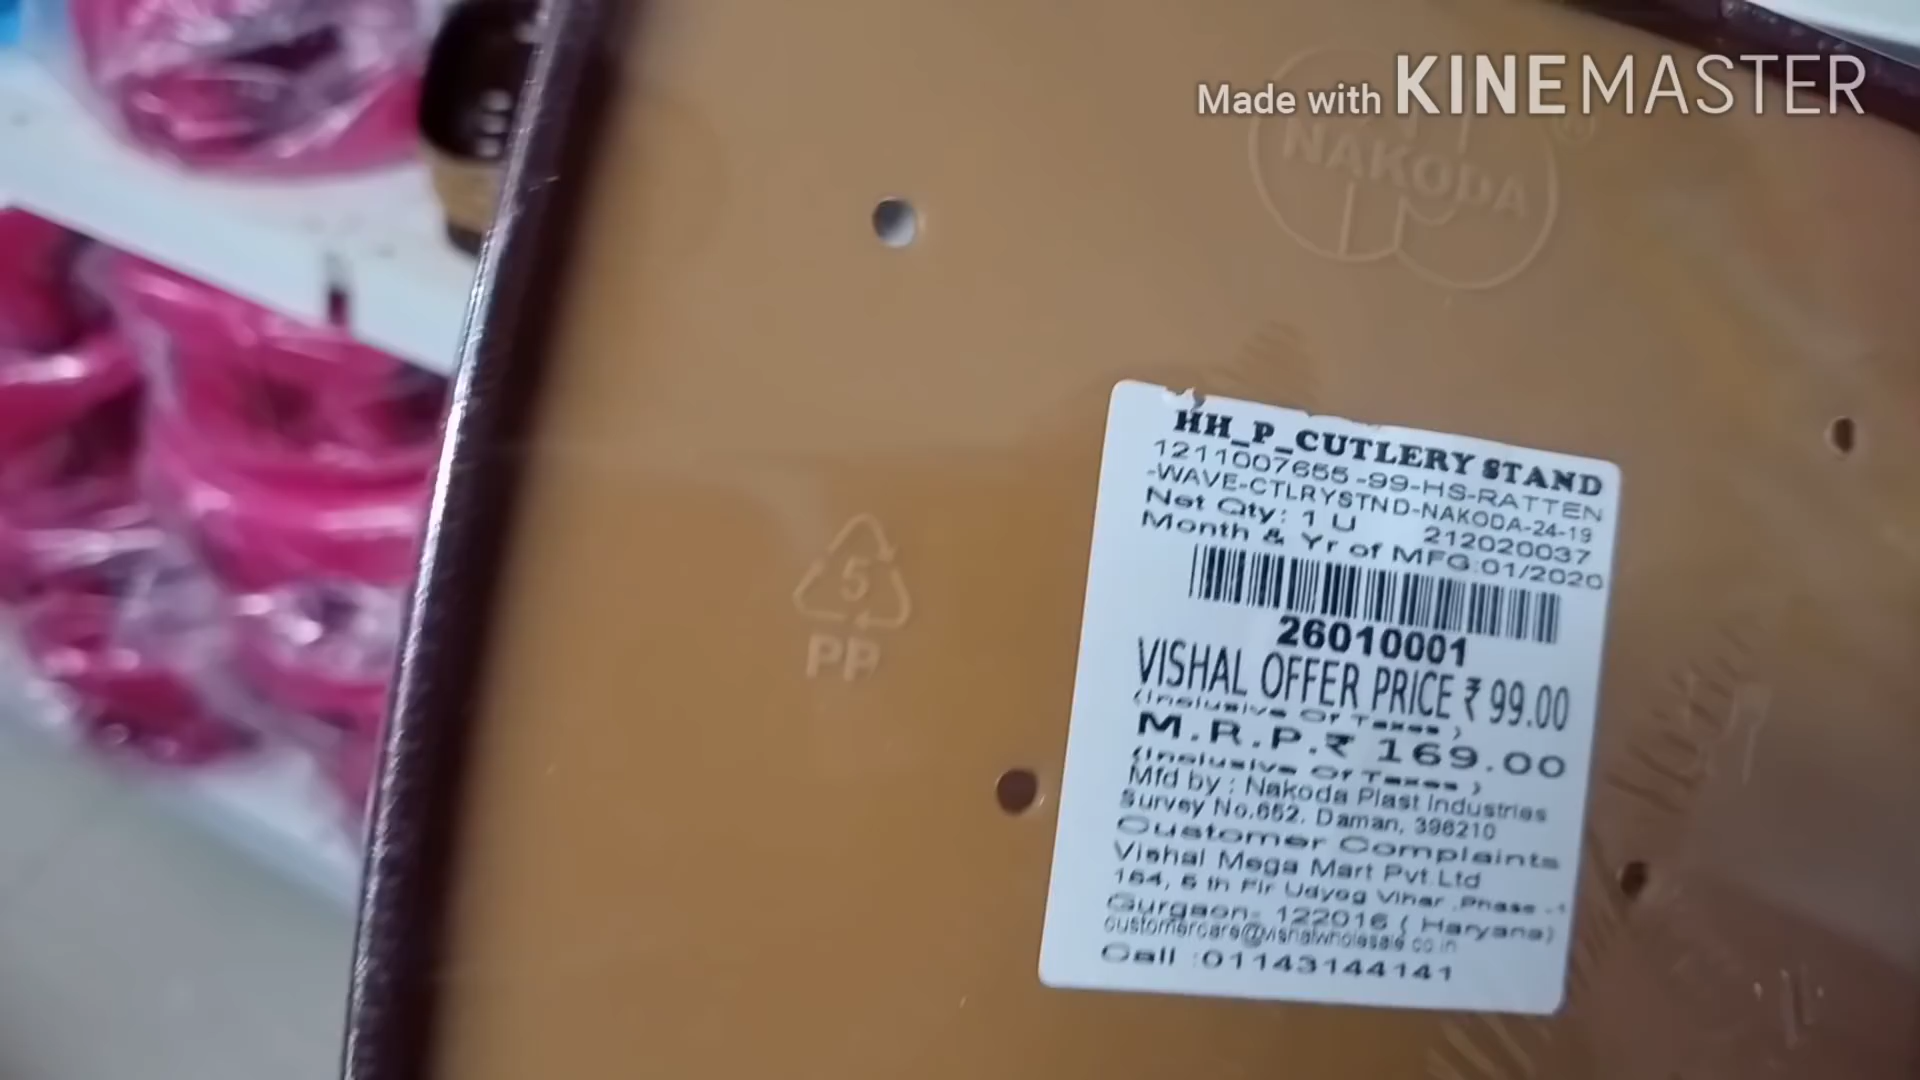 Made with KINEMASTER
NAKODA
HH_P_CUTLERY STAND
1211007655-99-HS-RATTEN
-WAVE-CTLRYSTND-NAKODA-24-19
Net Qty: 1 U 212020037
Month & Yr of MFG:01/2020
26010001
VISHAL OFFER PRICE ₹ 99.00
(Inclusive Of Taxes)
M.R.P.₹ 169.00
(Inclusive Of Taxes)
Mfd by : Nakoda Plast Industries
Survey No.652, Daman, 396210
Customer Complaints
Vishal Mega Mart Pvt.Ltd
184, 5 th Flr Udyog Vihar ,Phase -1
Gurgaon- 122016 ( Haryana)
customercare@vishalwholesale.co.in
Call :01143144141
5
PP